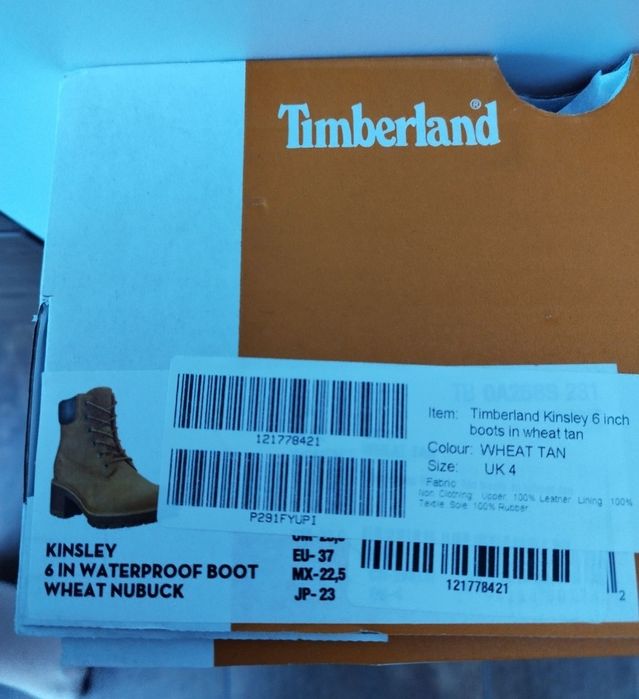 Timberland®
121778421
P291FYUPI
Item: Timberland Kinsley 6 inch
boots in wheat tan
Colour: WHEAT TAN
Size: UK 4
Fabric
Non Clothing: Upper: 100% Leather Lining: 100%
Textile Sole: 100% Rubber
KINSLEY
6 IN WATERPROOF BOOT
WHEAT NUBUCK
EU- 37
MX-22,5
JP- 23
121778421
2